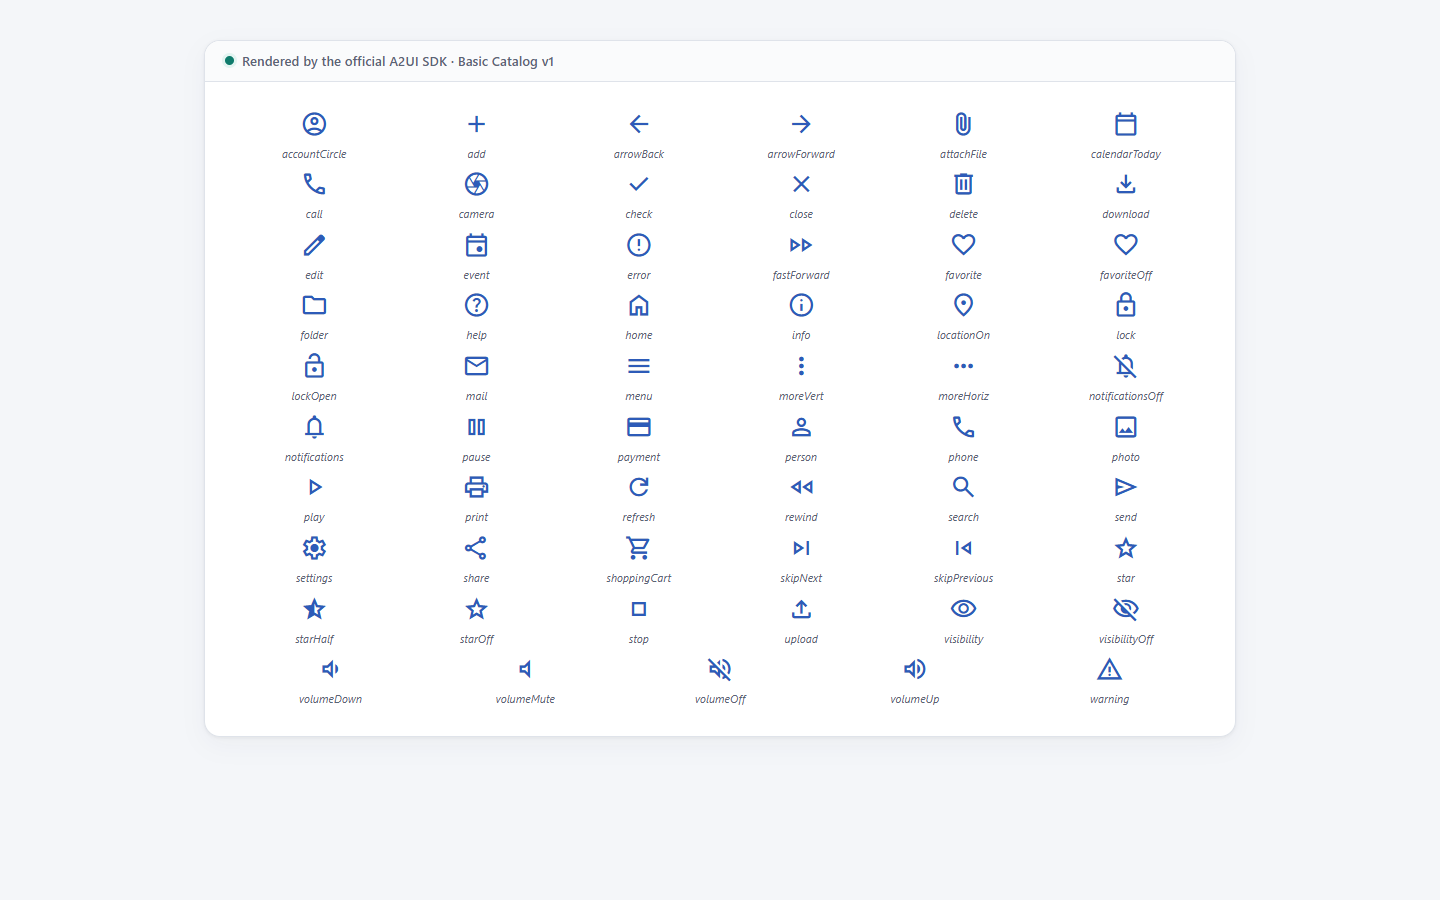 Rendered by the official A2UI SDK · Basic Catalog v1
accountCircle add arrowBack arrowForward attachFile calendarToday
call camera check close delete download
edit event error fastForward favorite favoriteOff
folder help home info locationOn lock
lockOpen mail menu moreVert moreHoriz notificationsOff
notifications pause payment person phone photo
play print refresh rewind search send
settings share shoppingCart skipNext skipPrevious star
starHalf starOff stop upload visibility visibilityOff
volumeDown volumeMute volumeOff volumeUp warning